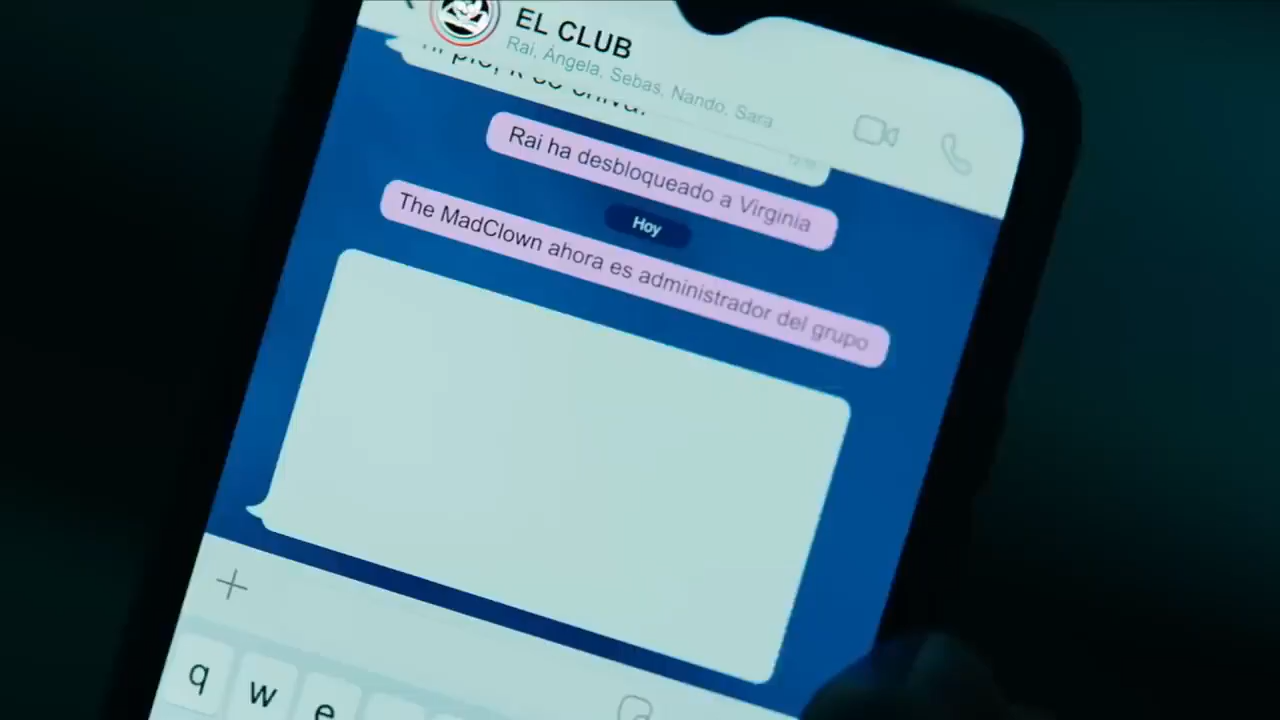 EL CLUB
Rai, Ángela, Sebas, Nando, Sara
Rai ha desbloqueado a Virginia
Hoy
The MadClown ahora es administrador del grupo
q w e